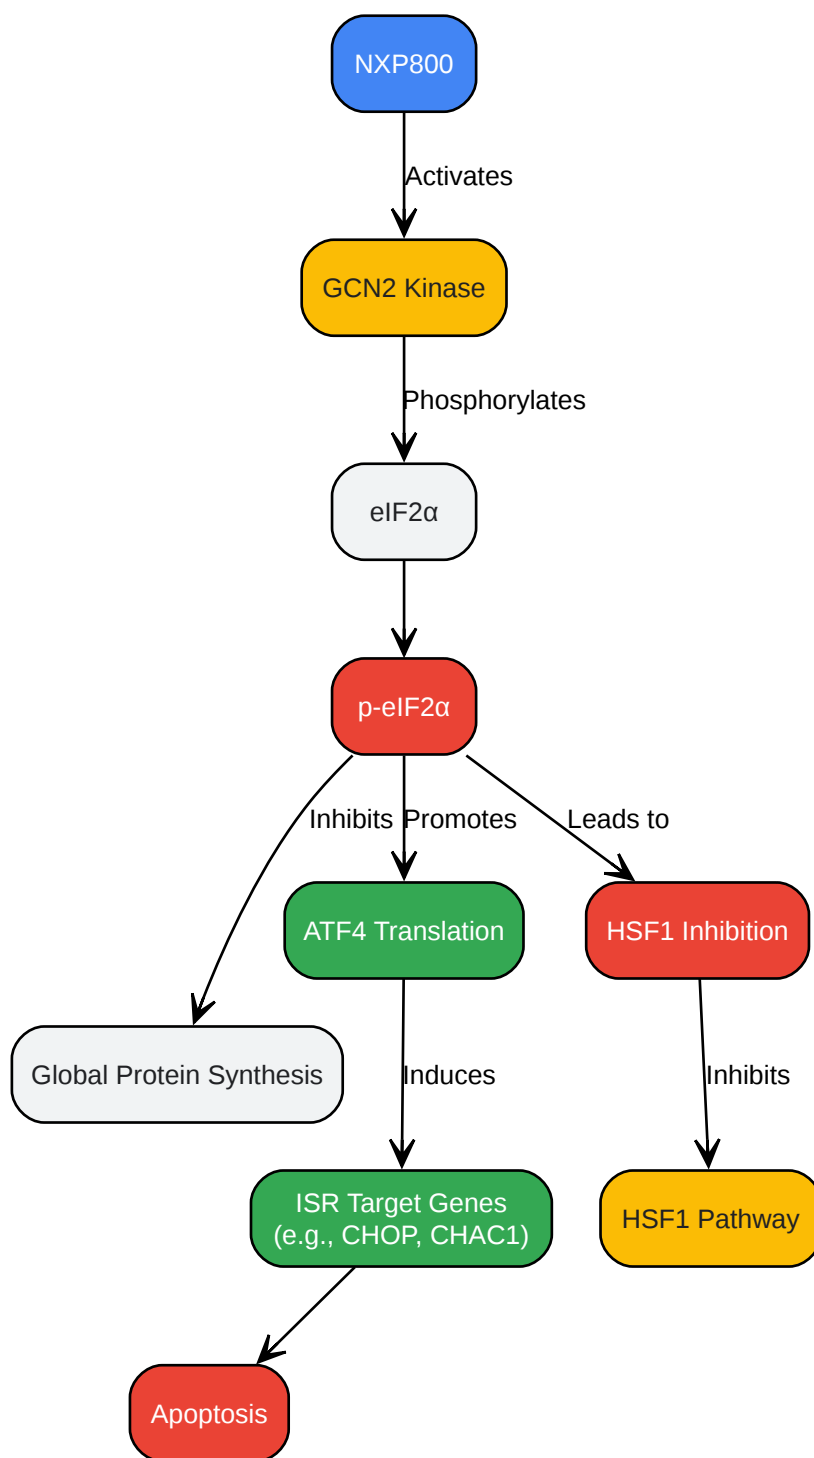 NXP800
Activates
GCN2 Kinase
Phosphorylates
eIF2α
p-eIF2α
Inhibits
Promotes
Leads to
ATF4 Translation
HSF1 Inhibition
Global Protein Synthesis
Induces
Inhibits
ISR Target Genes
(e.g., CHOP, CHAC1)
HSF1 Pathway
Apoptosis